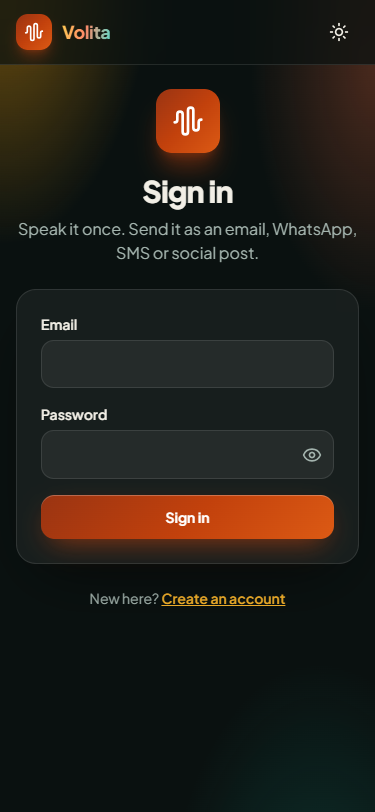 Volita
Sign in
Speak it once. Send it as an email, WhatsApp,
SMS or social post.
Email
Password
Sign in
New here? Create an account